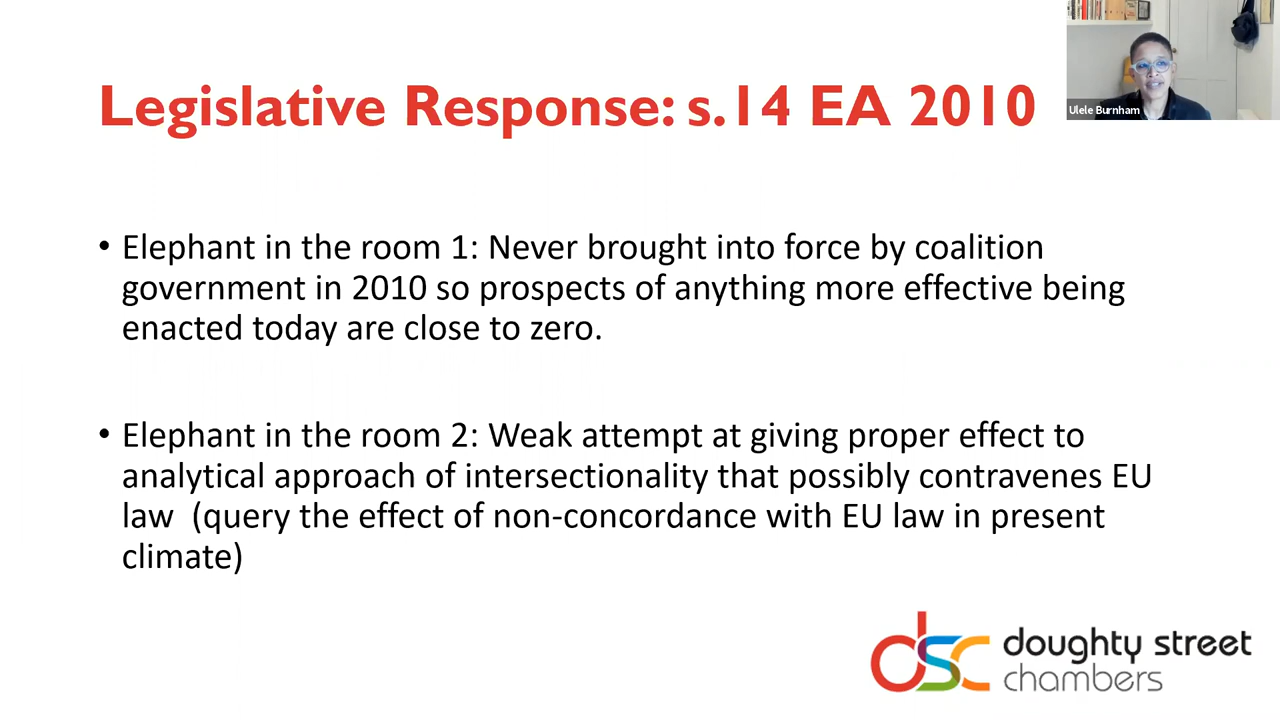 Legislative Response: s.14 EA 2010
Ulele Burnham
• Elephant in the room 1: Never brought into force by coalition
government in 2010 so prospects of anything more effective being
enacted today are close to zero.
• Elephant in the room 2: Weak attempt at giving proper effect to
analytical approach of intersectionality that possibly contravenes EU
law  (query the effect of non-concordance with EU law in present
climate)
dsc doughty street
chambers